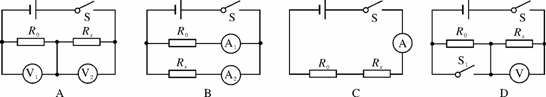 S S S S
R₀ Rₓ R₀ A₁ A R₀ Rₓ
V₁ V₂ Rₓ A₂ R₀ Rₓ S₁ V
A B C D